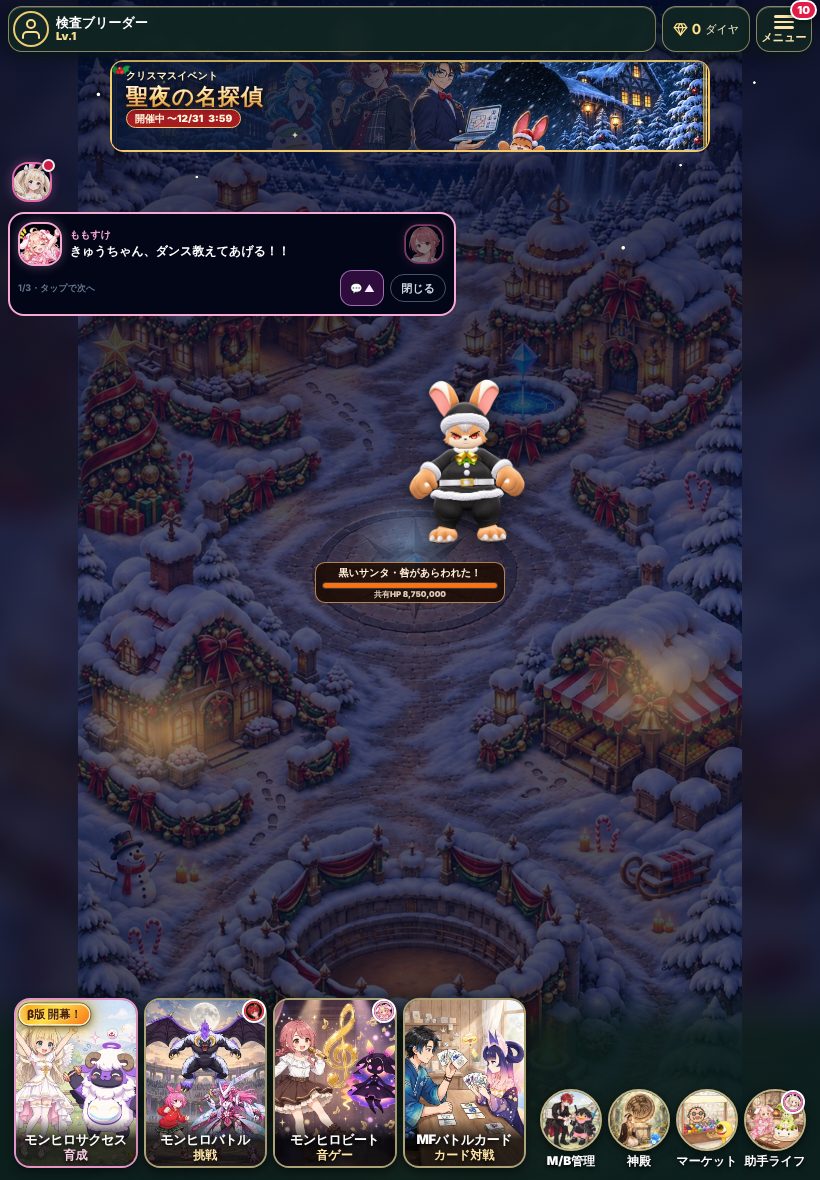 検査ブリーダー
Lv.1
0 ダイヤ
10
メニュー
クリスマスイベント
聖夜の名探偵
開催中 〜12/31 3:59
ももすけ
きゅうちゃん、ダンス教えてあげる！！
1/3・タップで次へ
閉じる
黒いサンタ・咎があらわれた！
共有HP 8,750,000
β版 開幕！
モンヒロサクセス
育成
モンヒロバトル
挑戦
モンヒロビート
音ゲー
MFバトルカード
カード対戦
M/B管理
神殿
マーケット
助手ライフ